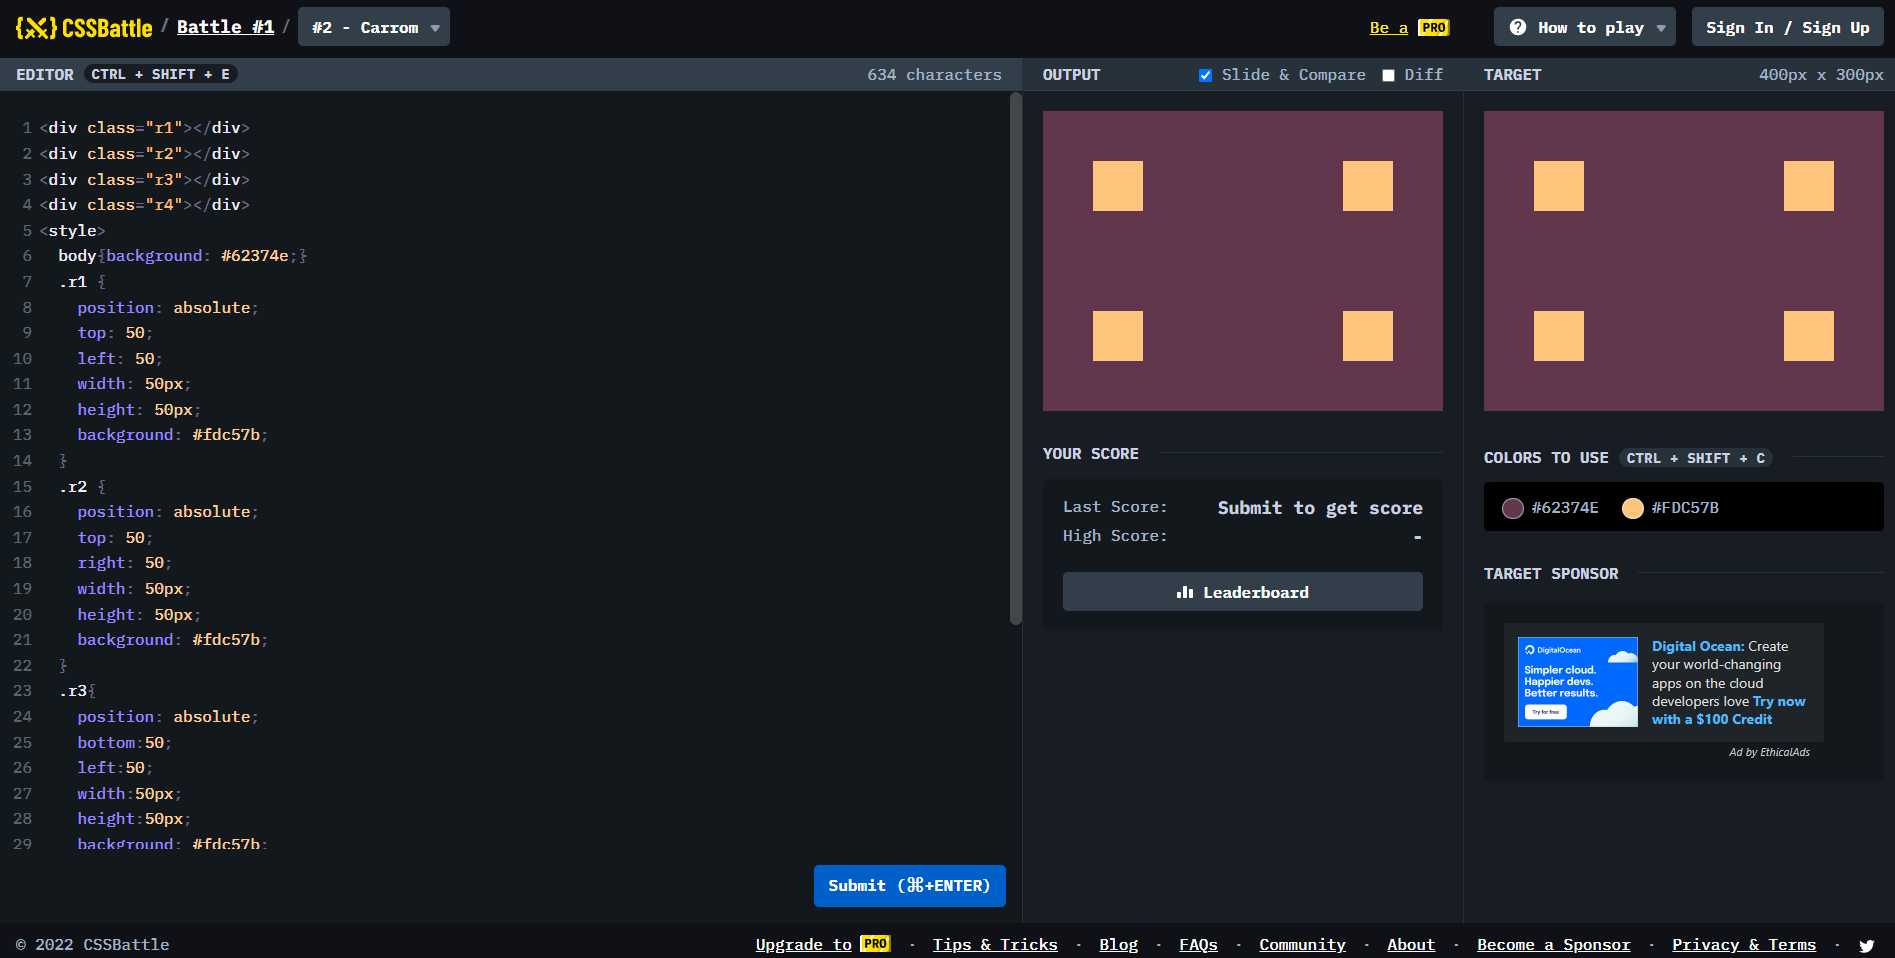 {X} CSSBattle / Battle #1 / #2 - Carrom
Be a PRO
How to play
Sign In / Sign Up
EDITOR CTRL + SHIFT + E
634 characters
OUTPUT
Slide & Compare
Diff
TARGET
400px x 300px
1 <div class="r1"></div>
2 <div class="r2"></div>
3 <div class="r3"></div>
4 <div class="r4"></div>
5 <style>
6 body{background: #62374e;}
7 .r1 {
8 position: absolute;
9 top: 50;
10 left: 50;
11 width: 50px;
12 height: 50px;
13 background: #fdc57b;
14 }
15 .r2 {
16 position: absolute;
17 top: 50;
18 right: 50;
19 width: 50px;
20 height: 50px;
21 background: #fdc57b;
22 }
23 .r3{
24 position: absolute;
25 bottom:50;
26 left:50;
27 width:50px;
28 height:50px;
29 background: #fdc57b;
Submit (⌘+ENTER)
YOUR SCORE
Last Score: Submit to get score
High Score: -
Leaderboard
COLORS TO USE CTRL + SHIFT + C
#62374E #FDC57B
TARGET SPONSOR
DigitalOcean
Simpler cloud.
Happier devs.
Better results.
Try for free
Digital Ocean: Create
your world-changing
apps on the cloud
developers love Try now
with a $100 Credit
Ad by EthicalAds
© 2022 CSSBattle
Upgrade to PRO · Tips & Tricks · Blog · FAQs · Community · About · Become a Sponsor · Privacy & Terms ·